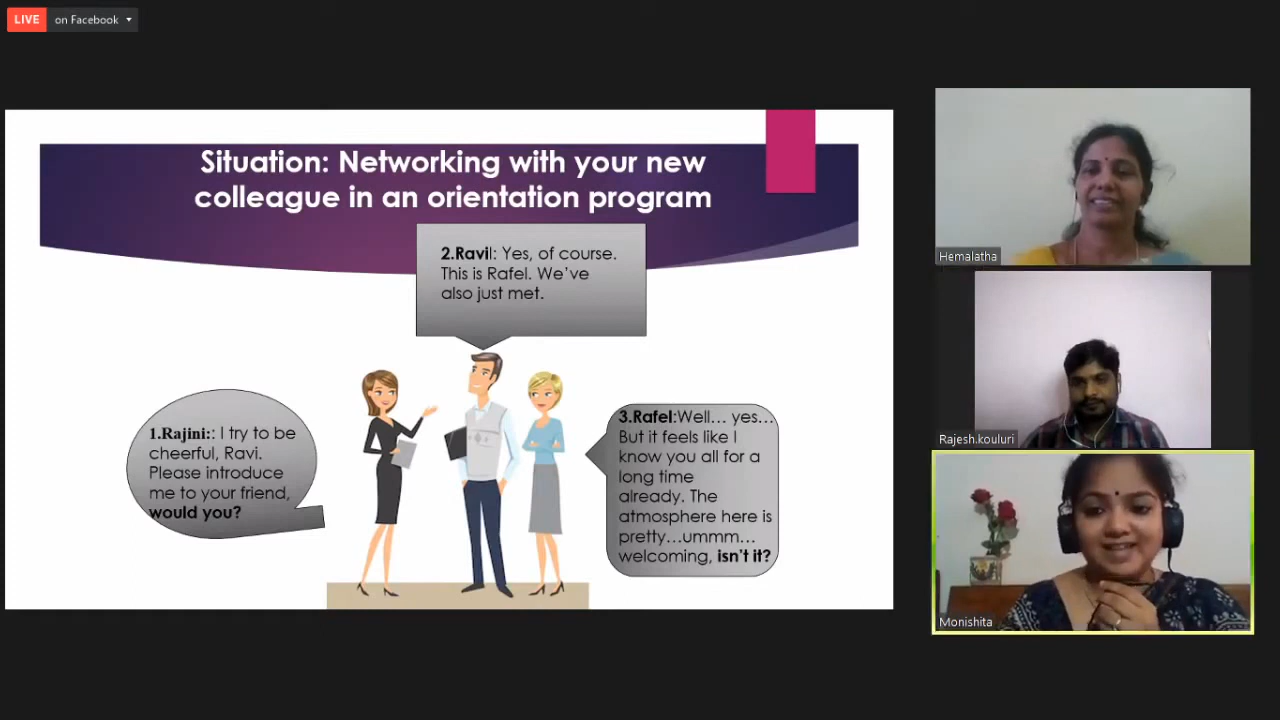 LIVE on Facebook
Situation: Networking with your new
colleague in an orientation program
2.Ravil: Yes, of course.
This is Rafel. We've
also just met.
1.Rajini:: I try to be
cheerful, Ravi.
Please introduce
me to your friend,
would you?
3.Rafel:Well... yes...
But it feels like I
know you all for a
long time
already. The
atmosphere here is
pretty...ummm...
welcoming, isn't it?
Hemalatha
Rajesh.kouluri
Monishita